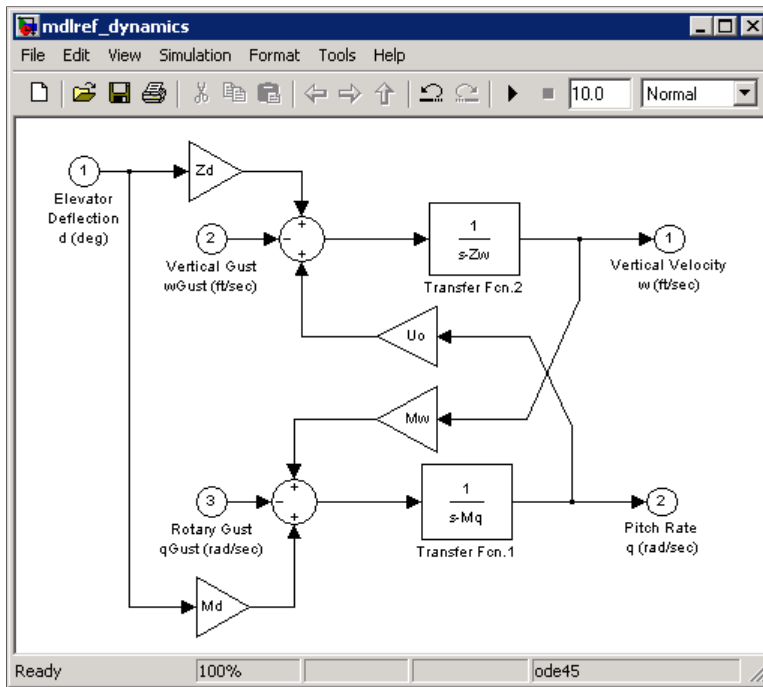 mdlref_dynamics
File Edit View Simulation Format Tools Help
10.0 Normal
1
Elevator
Deflection
d (deg)
Zd
+
−
+
2
Vertical Gust
wGust (ft/sec)
1
s-Zw
Transfer Fcn.2
1
Vertical Velocity
w (ft/sec)
Uo
Mw
+
−
+
3
Rotary Gust
qGust (rad/sec)
1
s-Mq
Transfer Fcn.1
2
Pitch Rate
q (rad/sec)
Md
Ready 100% ode45